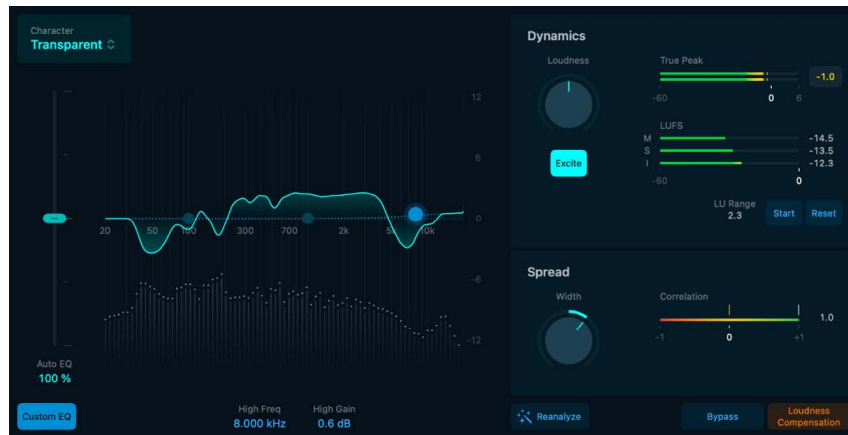 Character
Transparent
12
6
0
-6
-12
20
50
100
300
700
2k
5k
10k
Auto EQ
100 %
Custom EQ
High Freq
8.000 kHz
High Gain
0.6 dB
Dynamics
Loudness
Excite
True Peak
-1.0
-60
0
6
LUFS
M
-14.5
S
-13.5
I
-12.3
-60
0
LU Range
2.3
Start
Reset
Spread
Width
Correlation
1.0
-1
0
+1
Reanalyze
Bypass
Loudness
Compensation